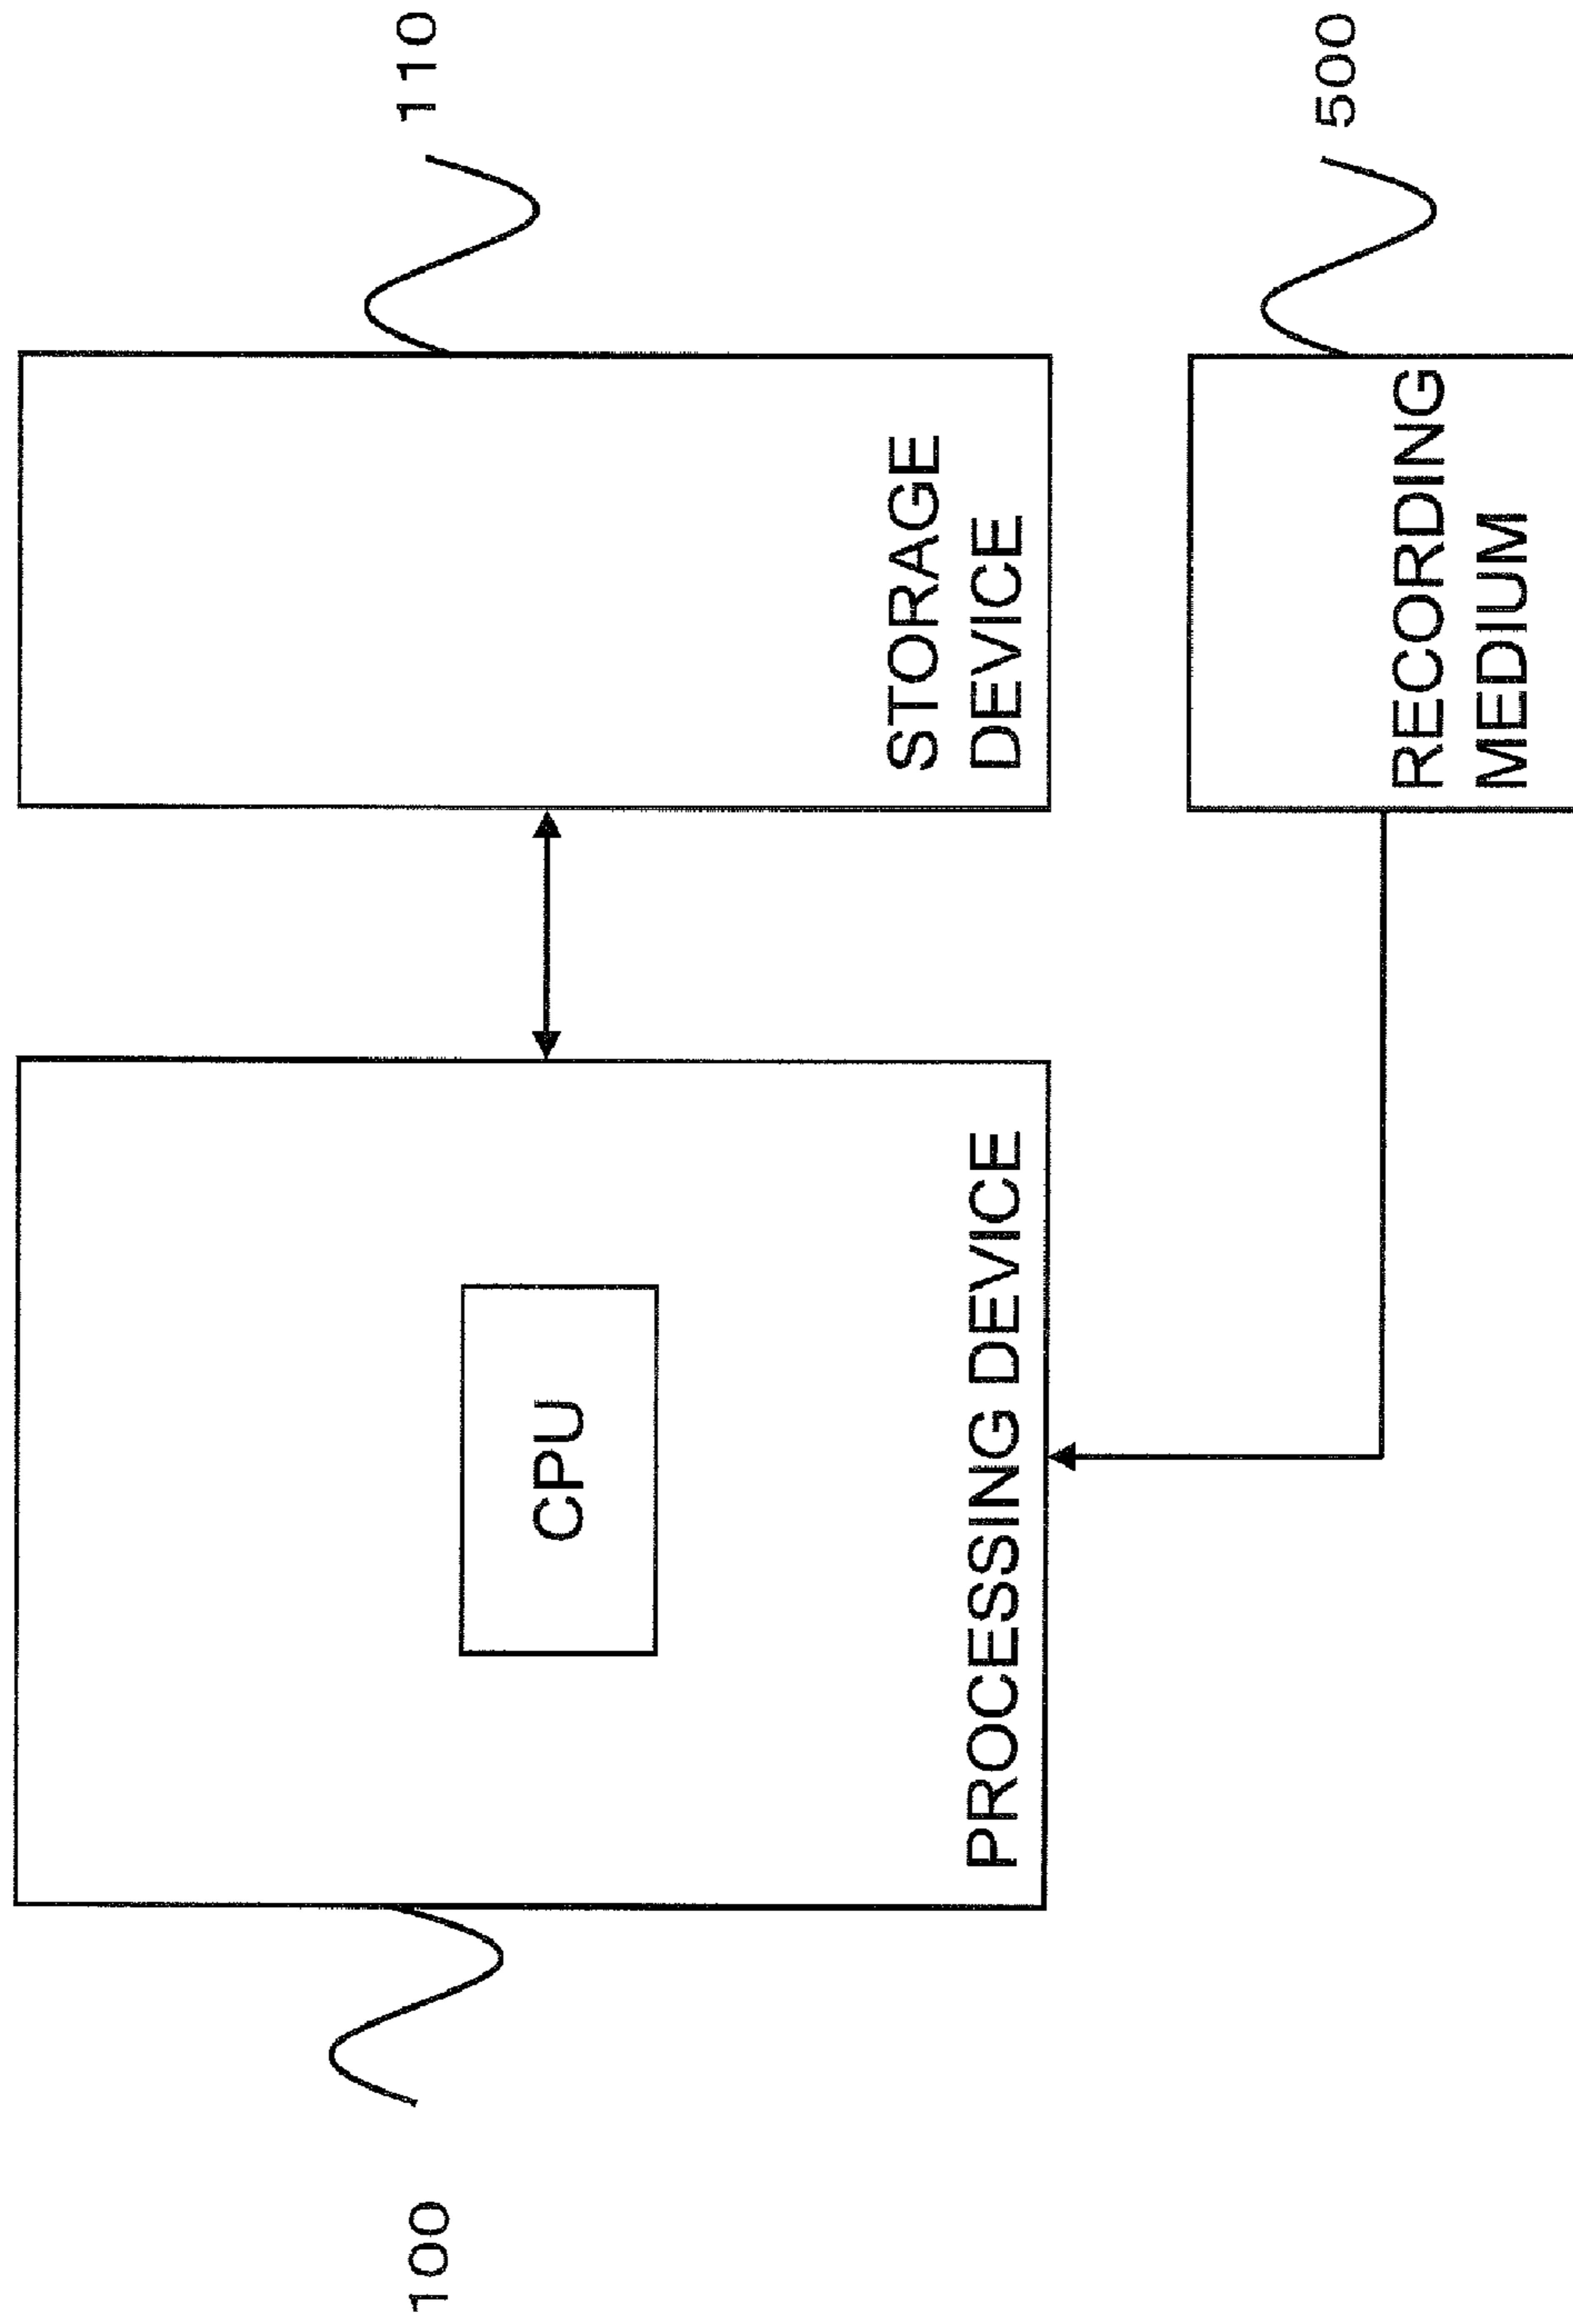 100
CPU
PROCESSING DEVICE
110
STORAGE
DEVICE
500
RECORDING
MEDIUM